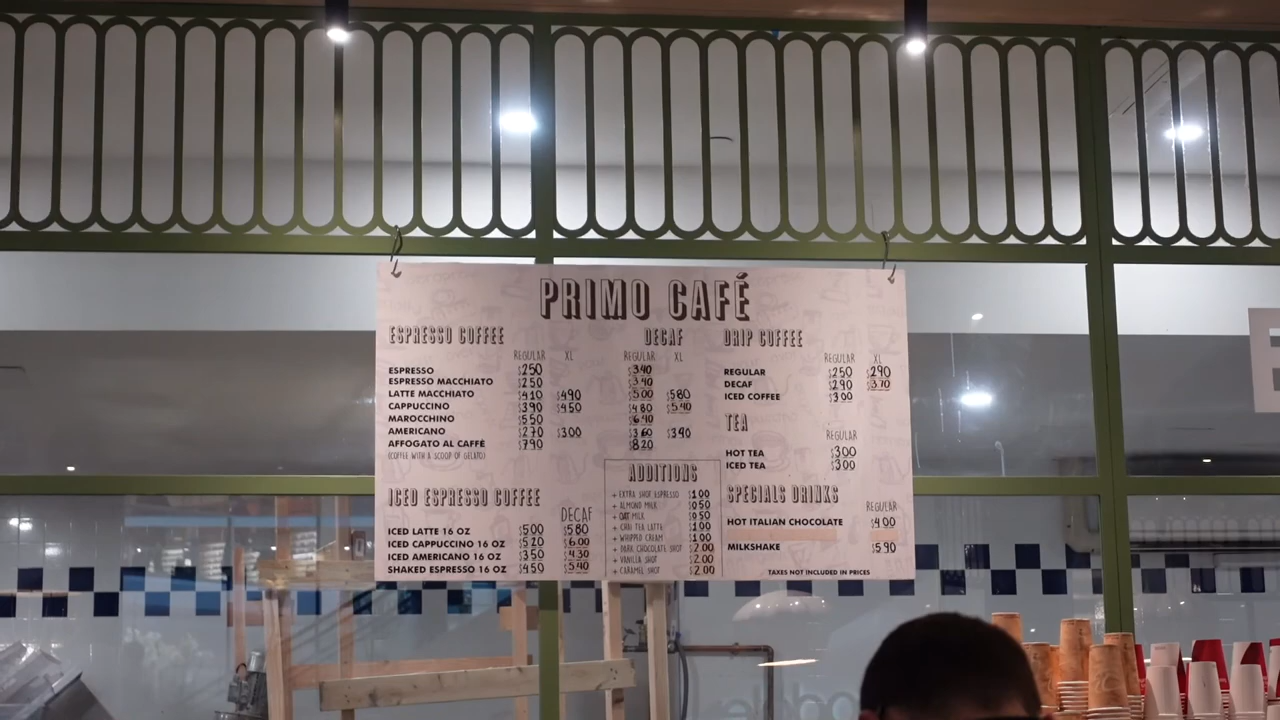 PRIMO CAFÉ
ESPRESSO COFFEE DECAF
REGULAR XL REGULAR XL
ESPRESSO $2.50 $3.40
ESPRESSO MACCHIATO $2.50 $3.40
LATTE MACCHIATO $4.10 $4.90 $5.00 $5.80
CAPPUCCINO $3.90 $4.50 $4.80 $5.40
MAROCCHINO $5.50 $6.40
AMERICANO $2.70 $3.00 $3.60 $3.90
AFFOGATO AL CAFFÈ $7.90 $8.20
(COFFEE WITH A SCOOP OF GELATO)
ICED ESPRESSO COFFEE
DECAF
ICED LATTE 16 OZ $5.00 $5.80
ICED CAPPUCCINO 16 OZ $5.20 $6.00
ICED AMERICANO 16 OZ $3.50 $4.30
SHAKED ESPRESSO 16 OZ $4.50 $5.40
ADDITIONS
+ EXTRA SHOT ESPRESSO $1.00
+ ALMOND MILK $0.50
+ OAT MILK $0.50
+ CHAI TEA LATTE $1.00
+ WHIPPED CREAM $1.00
+ DARK CHOCOLATE SHOT $2.00
+ VANILLA SHOT $2.00
+ CARAMEL SHOT $2.00
DRIP COFFEE
REGULAR XL
REGULAR $2.50 $2.90
DECAF $2.90 $3.70
ICED COFFEE $3.00
TEA
REGULAR
HOT TEA $3.00
ICED TEA $3.00
SPECIALS DRINKS
REGULAR
HOT ITALIAN CHOCOLATE $4.00
MILKSHAKE $5.90
TAXES NOT INCLUDED IN PRICES